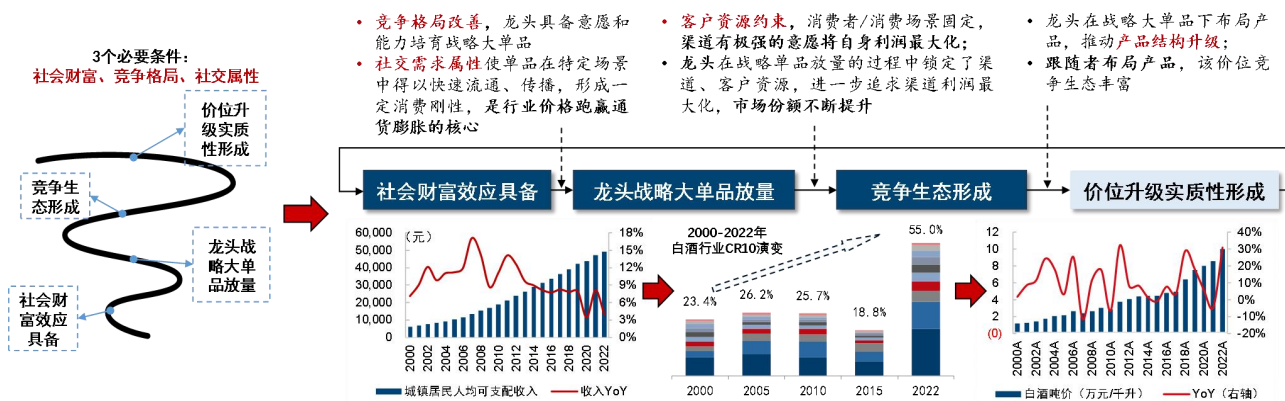 3个必要条件：
社会财富、竞争格局、社交属性
价位升
级实质
性形成
竞争生
态形成
龙头战
略大单
品放量
社会财
富效应
具备
• 竞争格局改善，龙头具备意愿和
能力培育战略大单品
• 社交需求属性使单品在特定场景
中得以快速流通、传播，形成一
定消费刚性，是行业价格跑赢通
货膨胀的核心
• 客户资源约束，消费者/消费场景固定，
渠道有极强的意愿将自身利润最大化；
• 龙头在战略单品放量的过程中锁定了渠
道、客户资源，进一步追求渠道利润最
大化，市场份额不断提升
• 龙头在战略大单品下布局产
品，推动产品结构升级；
• 跟随者布局产品，该价位竞
争生态丰富
社会财富效应具备
龙头战略大单品放量
竞争生态形成
价位升级实质性形成
（元）
60,000
50,000
40,000
30,000
20,000
10,000
0
18%
15%
12%
9%
6%
3%
0%
2000
2002
2004
2006
2008
2010
2012
2014
2016
2018
2020
2022
城镇居民人均可支配收入
收入YoY
2000-2022年
白酒行业CR10演变
23.4%
26.2%
25.7%
18.8%
55.0%
2000
2005
2010
2015
2022
12
10
8
6
4
2
(0)
40%
30%
20%
10%
0%
-10%
-20%
2000A
2002A
2004A
2006A
2008A
2010A
2012A
2014A
2016A
2018A
2020A
2022A
白酒吨价（万元/千升）
YoY（右轴）